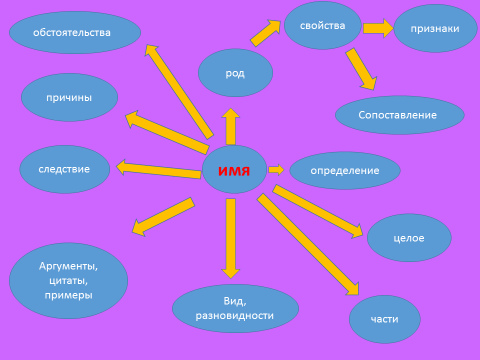 обстоятельства
свойства
признаки
род
причины
Сопоставление
следствие
имя
определение
целое
Аргументы,
цитаты,
примеры
Вид,
разновидности
части